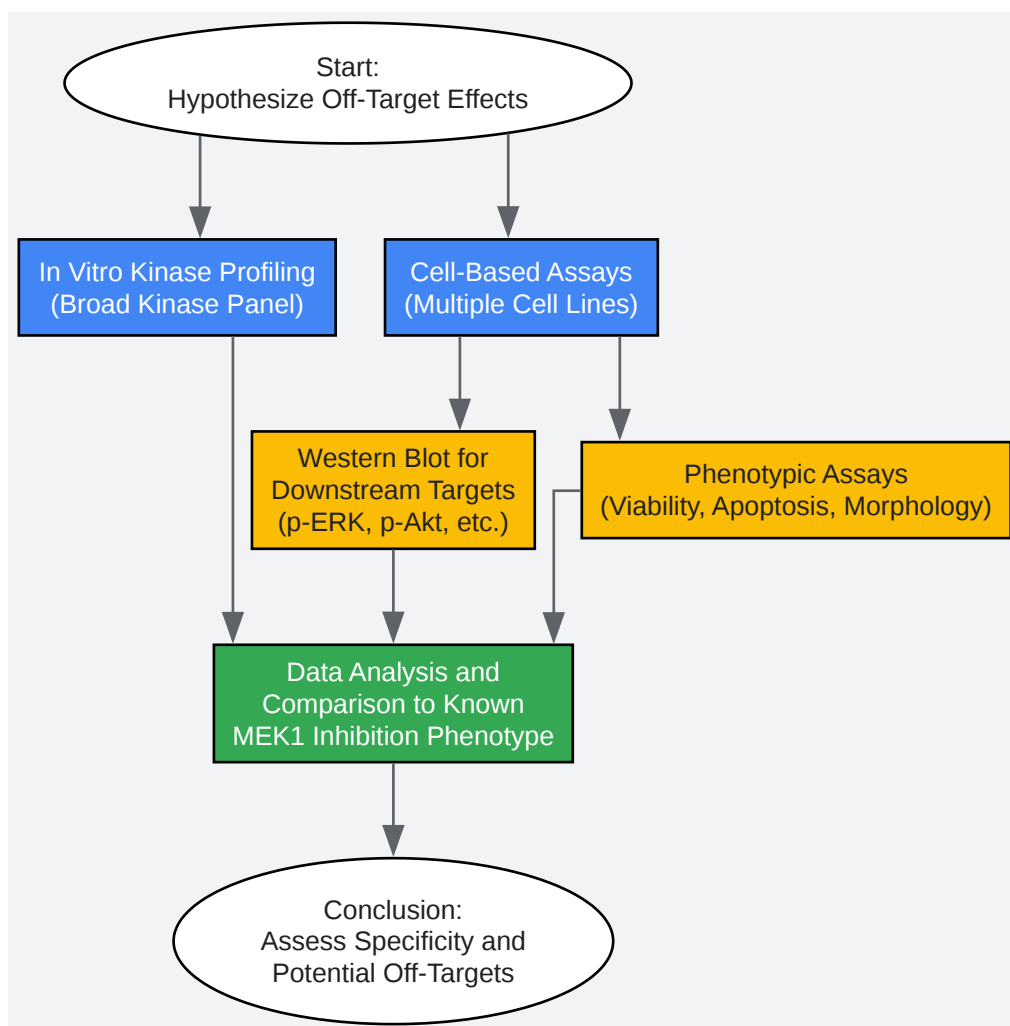 Start:
Hypothesize Off-Target Effects
In Vitro Kinase Profiling
(Broad Kinase Panel)
Cell-Based Assays
(Multiple Cell Lines)
Western Blot for
Downstream Targets
(p-ERK, p-Akt, etc.)
Phenotypic Assays
(Viability, Apoptosis, Morphology)
Data Analysis and
Comparison to Known
MEK1 Inhibition Phenotype
Conclusion:
Assess Specificity and
Potential Off-Targets